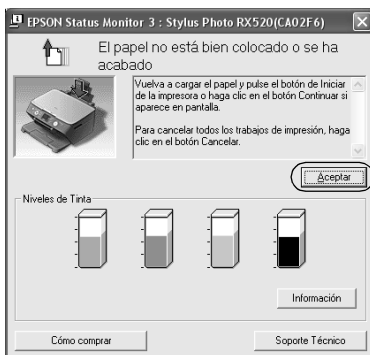 EPSON Status Monitor 3 : Stylus Photo RX520(CA02F6)
El papel no está bien colocado o se ha
acabado
Vuelva a cargar el papel y pulse el botón de Iniciar
de la impresora o haga clic en el botón Continuar si
aparece en pantalla.
Para cancelar todos los trabajos de impresión, haga
clic en el botón Cancelar.
Aceptar
Niveles de Tinta
Información
Cómo comprar
Soporte Técnico